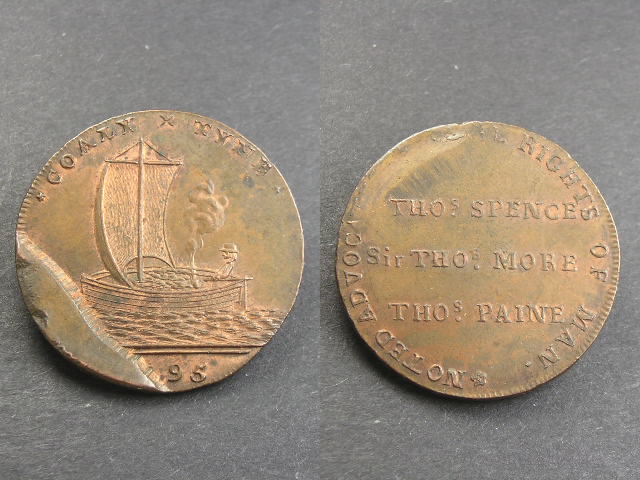 COALY × TYNE
95
NOTED ADVOC
RIGHTS OF MAN.
THOS. SPENCE
Sir THOS. MORE
THOS. PAINE